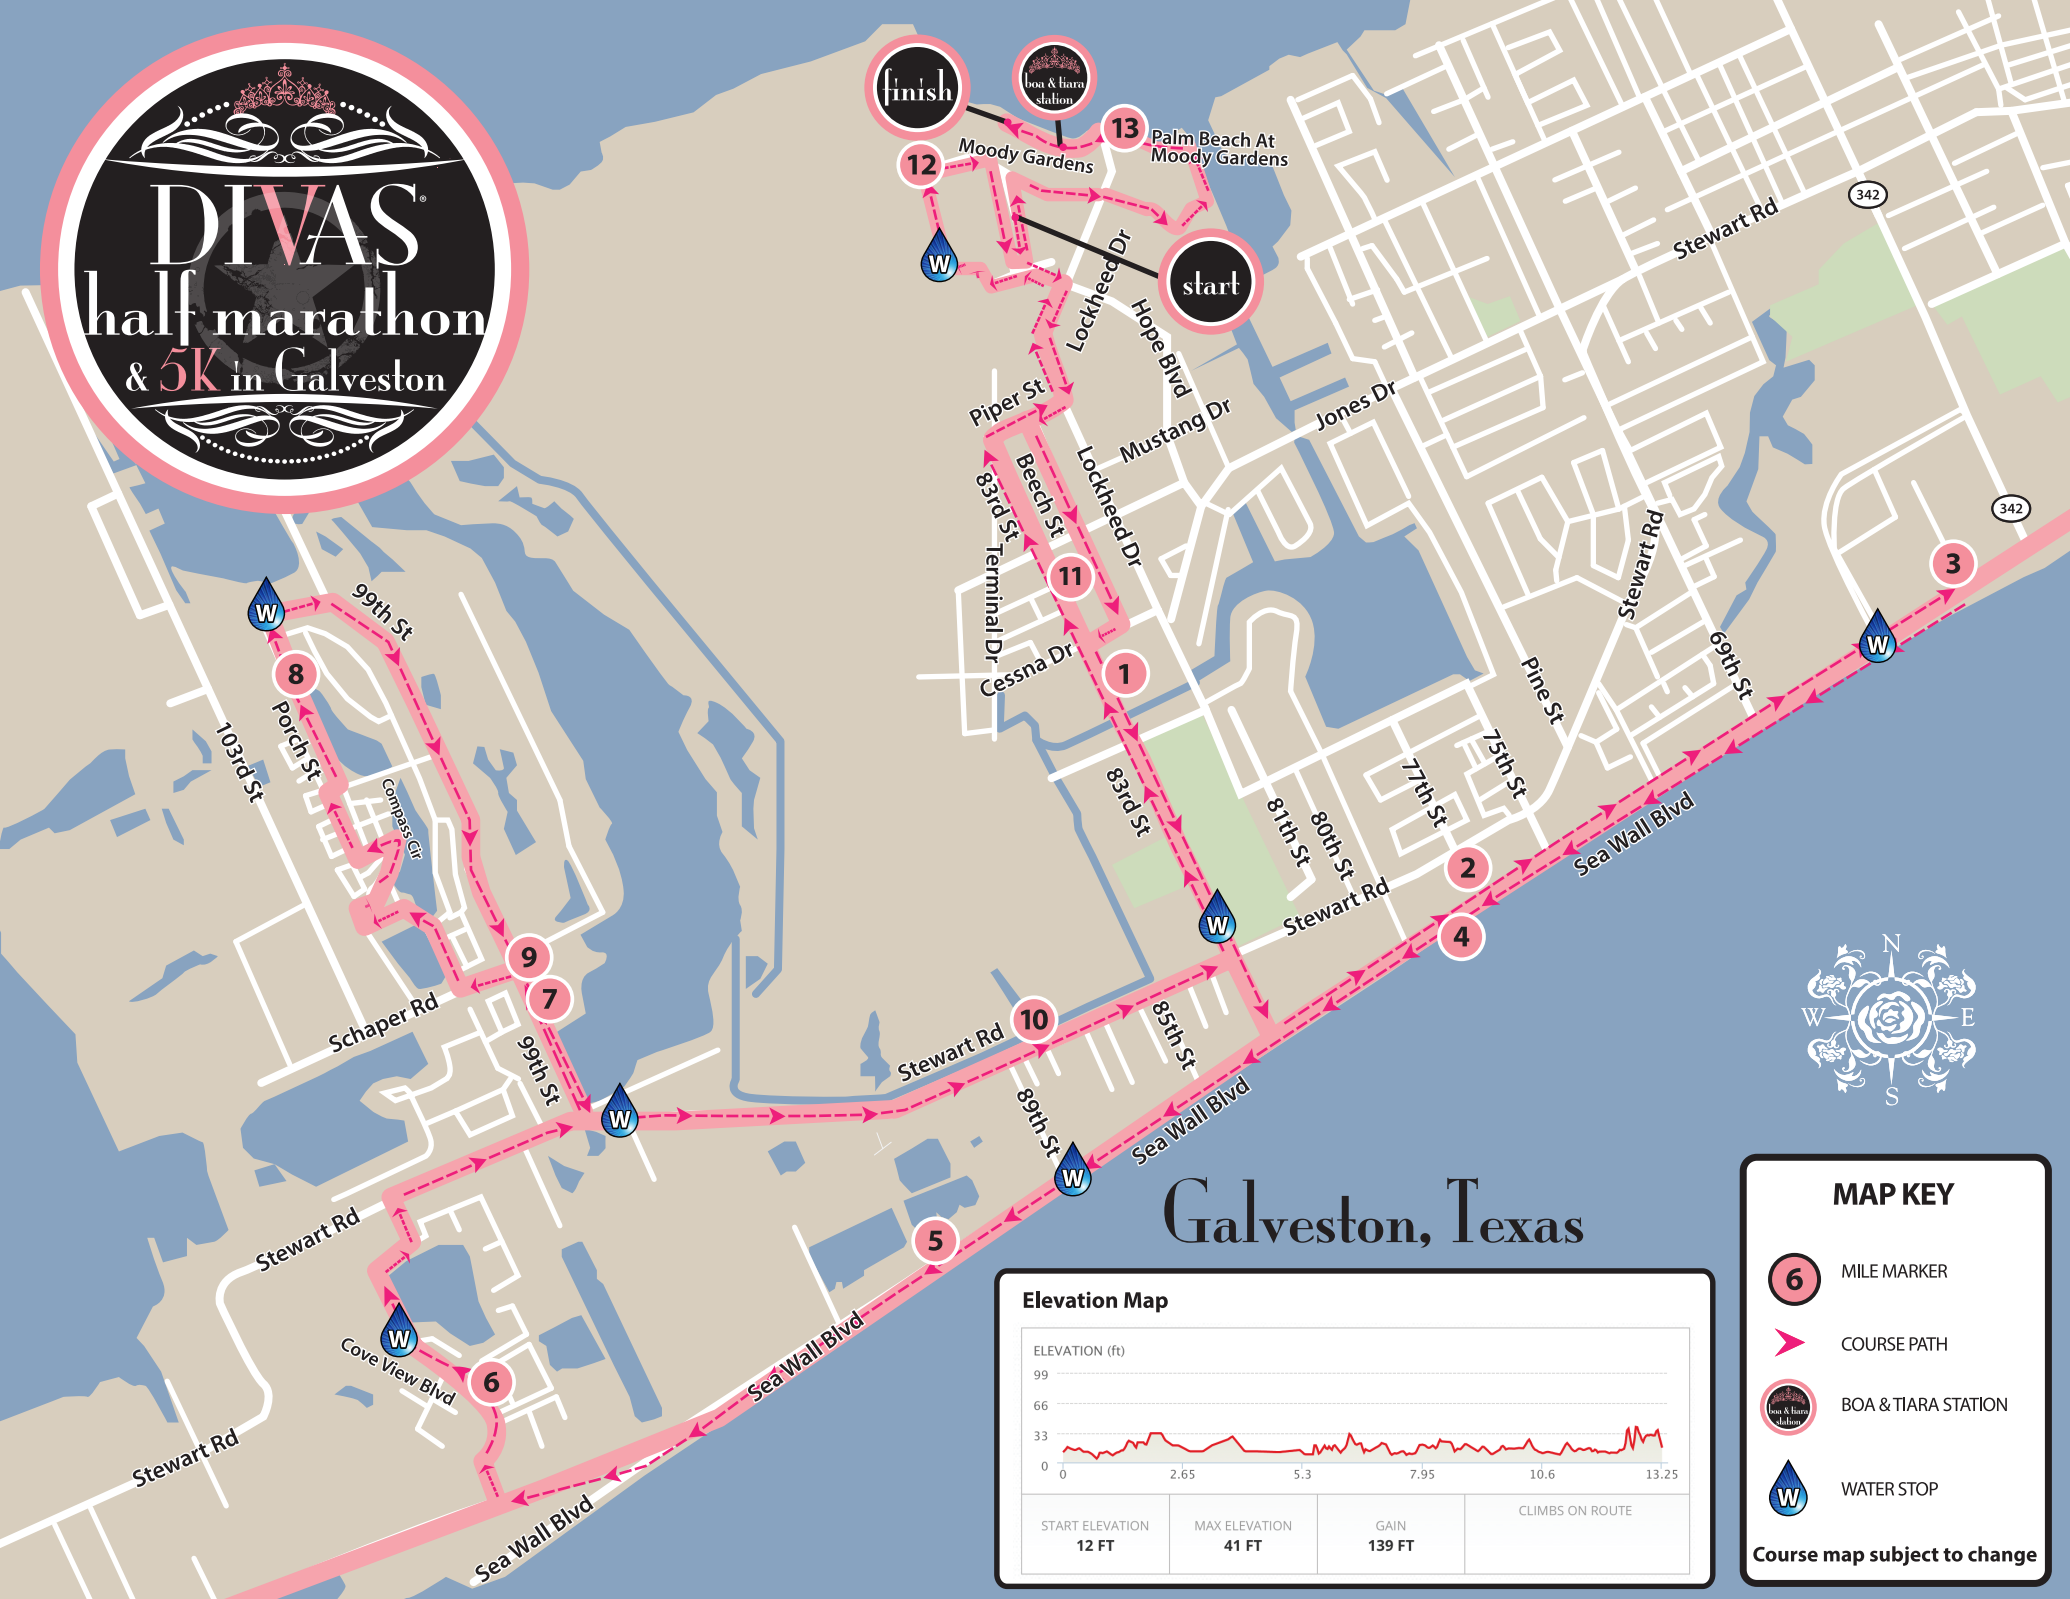 DIVAS®
half marathon
& 5K in Galveston
finish
boa & tiara
station
13
Palm Beach At
Moody Gardens
12
Moody Gardens
W
start
Lockheed Dr
Hope Blvd
Piper St
Mustang Dr
Jones Dr
Stewart Rd
342
342
83rd St
Beech St
Lockheed Dr
Terminal Dr
11
Cessna Dr
1
Stewart Rd
3
W
69th St
Pine St
75th St
77th St
80th St
81th St
83rd St
Sea Wall Blvd
2
4
Stewart Rd
W
W
99th St
8
Porch St
103rd St
Compass Cir
9
7
Schaper Rd
99th St
W
10
Stewart Rd
85th St
89th St
Sea Wall Blvd
W
5
Stewart Rd
W
Cove View Blvd
6
Sea Wall Blvd
Stewart Rd
Sea Wall Blvd
N
W
E
S
Galveston, Texas
Elevation Map
ELEVATION (ft)
99
66
33
0
0 2.65 5.3 7.95 10.6 13.25
START ELEVATION
12 FT
MAX ELEVATION
41 FT
GAIN
139 FT
CLIMBS ON ROUTE
MAP KEY
6 MILE MARKER
COURSE PATH
boa & tiara
station
BOA & TIARA STATION
W WATER STOP
Course map subject to change